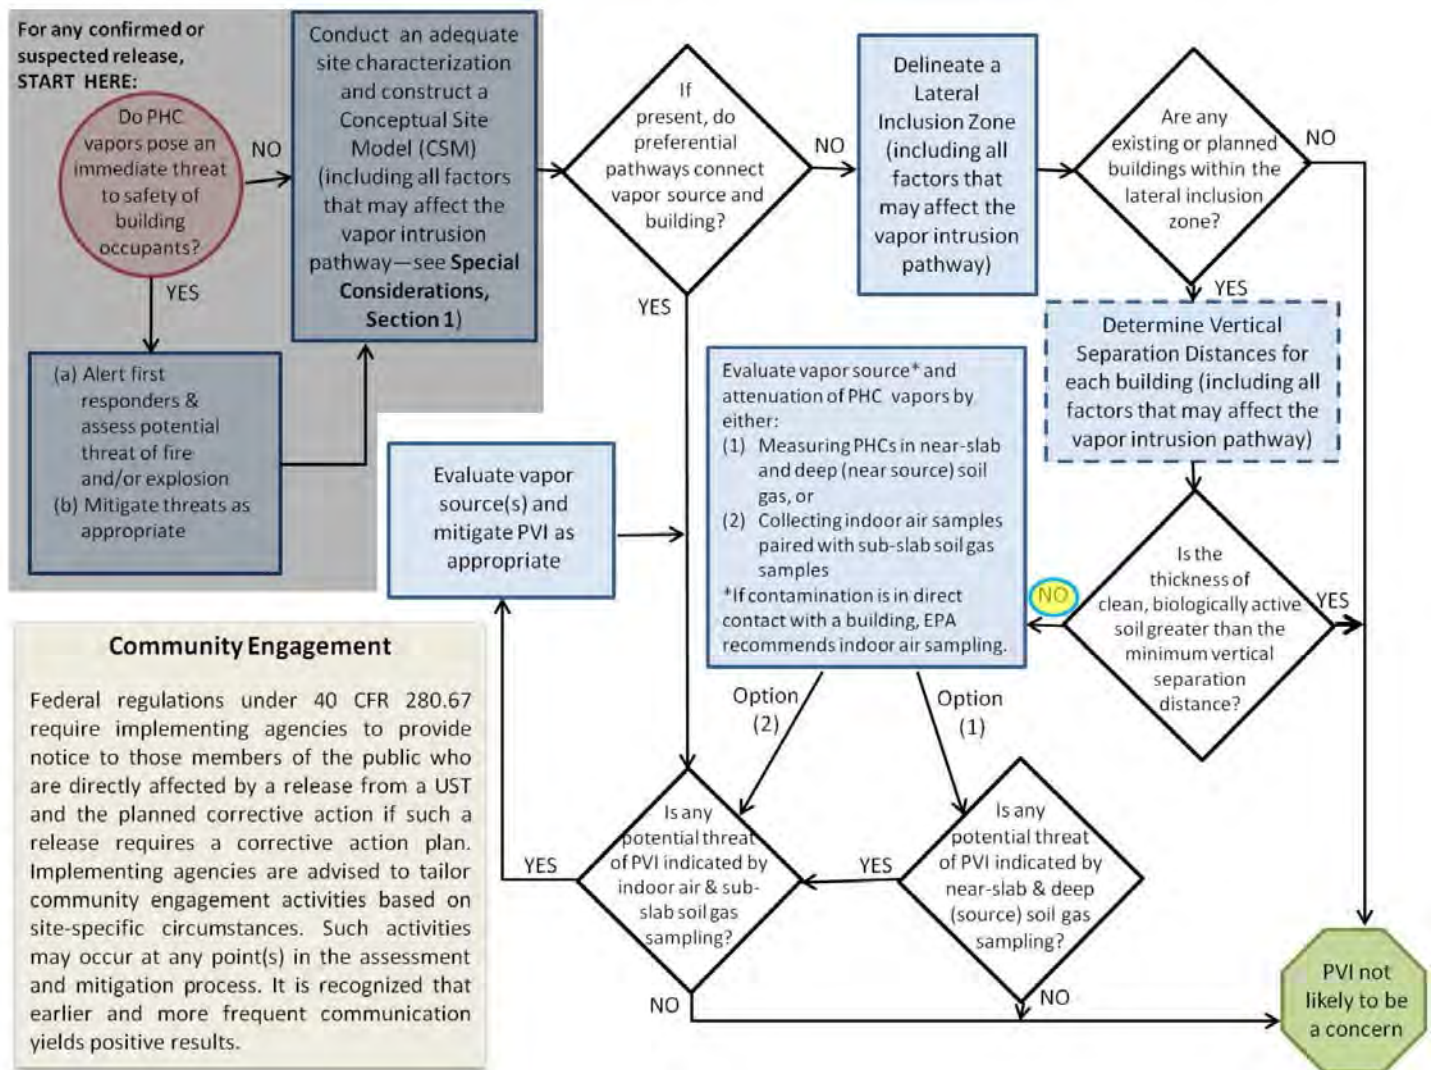 For any confirmed or
suspected release,
START HERE:
Do PHC
vapors pose an
immediate threat
to safety of
building
occupants?
NO
YES
(a) Alert first
responders &
assess potential
threat of fire
and/or explosion
(b) Mitigate threats as
appropriate
Conduct an adequate
site characterization
and construct a
Conceptual Site
Model (CSM)
(including all factors
that may affect the
vapor intrusion
pathway—see Special
Considerations,
Section 1)
If
present, do
preferential
pathways connect
vapor source and
building?
NO
YES
Delineate a
Lateral
Inclusion Zone
(including all
factors that
may affect the
vapor intrusion
pathway)
Are any
existing or planned
buildings within the
lateral inclusion
zone?
NO
YES
Determine Vertical
Separation Distances for
each building (including all
factors that may affect the
vapor intrusion pathway)
Is the
thickness of
clean, biologically active
soil greater than the
minimum vertical
separation
distance?
YES
NO
Evaluate vapor source* and
attenuation of PHC vapors by
either:
(1) Measuring PHCs in near-slab
and deep (near source) soil
gas, or
(2) Collecting indoor air samples
paired with sub-slab soil gas
samples
*If contamination is in direct
contact with a building, EPA
recommends indoor air sampling.
Option
(2)
Option
(1)
Evaluate vapor
source(s) and
mitigate PVI as
appropriate
Is any
potential threat
of PVI indicated by
indoor air & sub-
slab soil gas
sampling?
YES
NO
Is any
potential threat
of PVI indicated by
near-slab & deep
(source) soil gas
sampling?
YES
NO
PVI not
likely to be
a concern
Community Engagement
Federal regulations under 40 CFR 280.67
require implementing agencies to provide
notice to those members of the public who
are directly affected by a release from a UST
and the planned corrective action if such a
release requires a corrective action plan.
Implementing agencies are advised to tailor
community engagement activities based on
site-specific circumstances. Such activities
may occur at any point(s) in the assessment
and mitigation process. It is recognized that
earlier and more frequent communication
yields positive results.